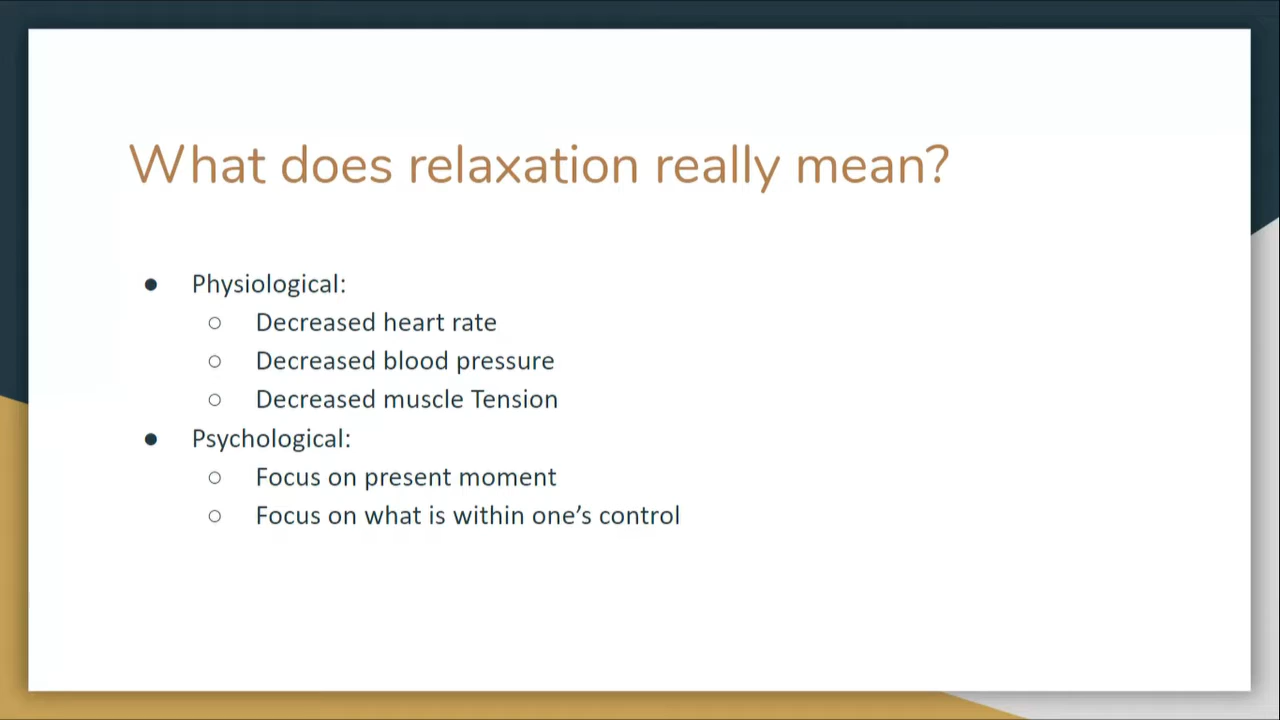 What does relaxation really mean?
● Physiological:
○ Decreased heart rate
○ Decreased blood pressure
○ Decreased muscle Tension
● Psychological:
○ Focus on present moment
○ Focus on what is within one’s control